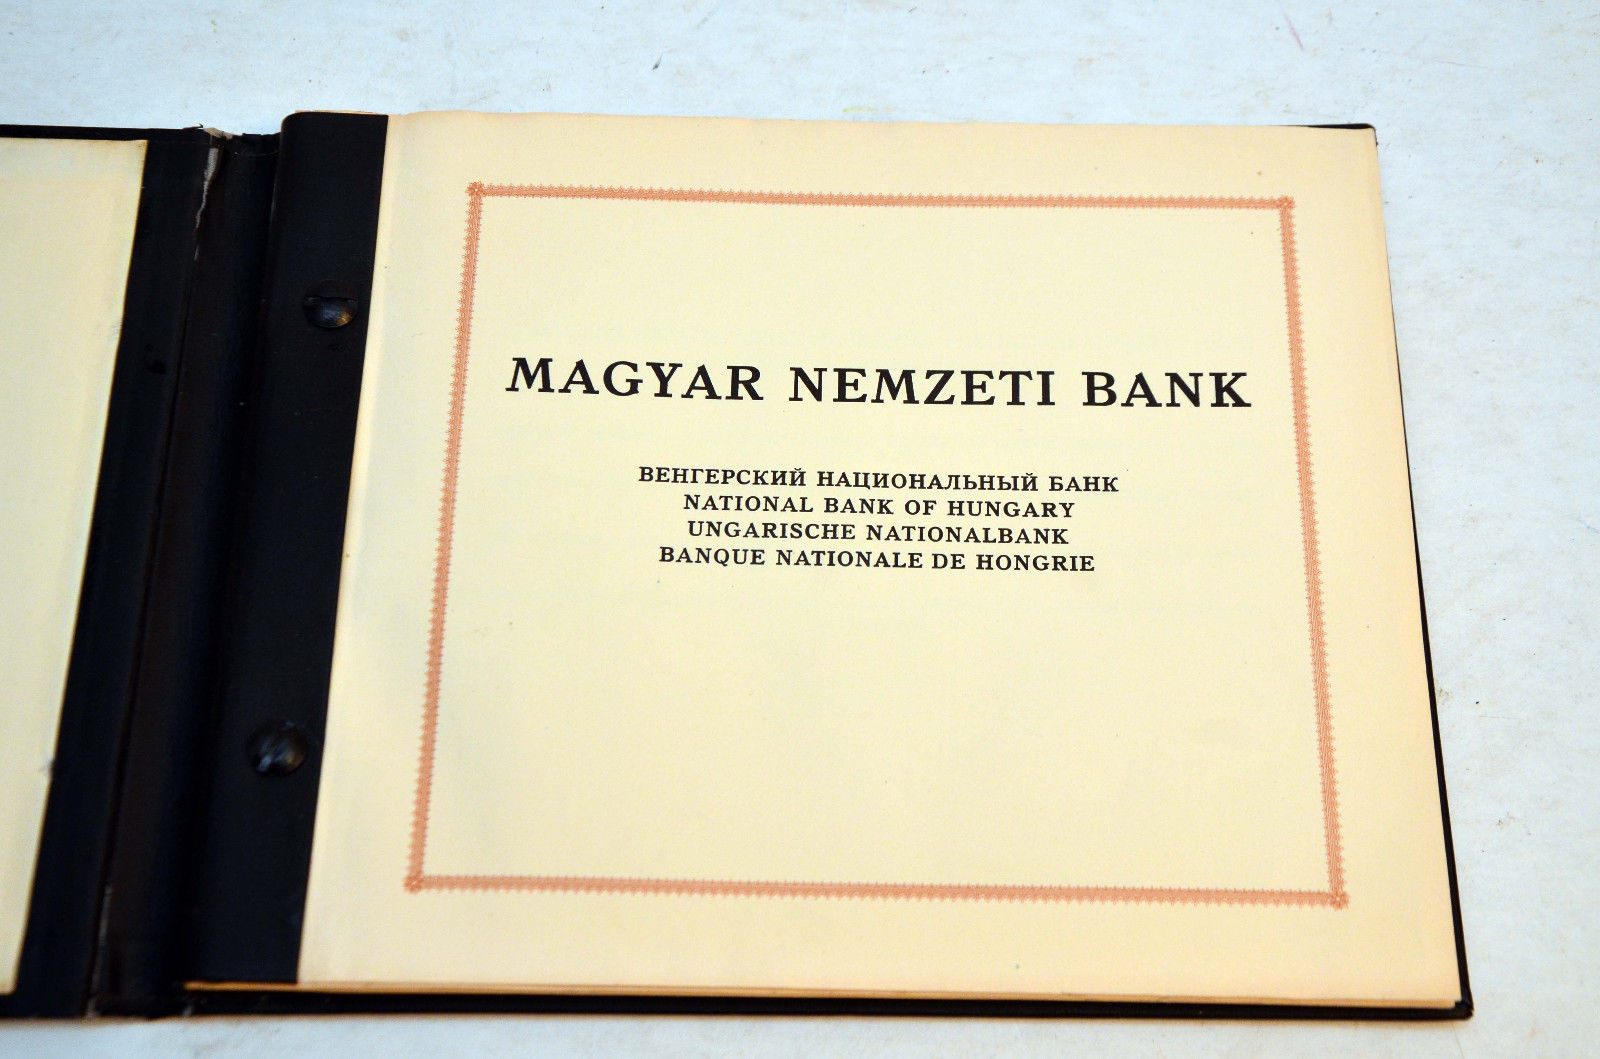 MAGYAR NEMZETI BANK
ВЕНГЕРСКИЙ НАЦИОНАЛЬНЫЙ БАНК
NATIONAL BANK OF HUNGARY
UNGARISCHE NATIONALBANK
BANQUE NATIONALE DE HONGRIE